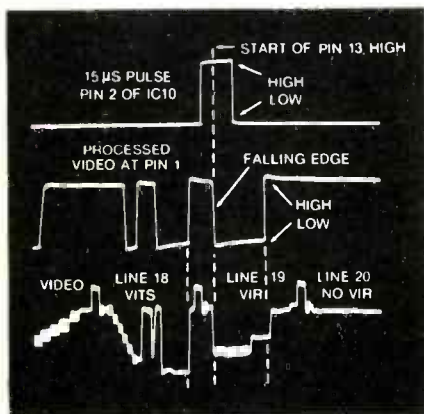 START OF PIN 13, HIGH
15 µS PULSE
PIN 2 OF IC10
HIGH
LOW
PROCESSED
VIDEO AT PIN 1
FALLING EDGE
HIGH
LOW
VIDEO
LINE 18
VITS
LINE 19
VIRI
LINE 20
NO VIR